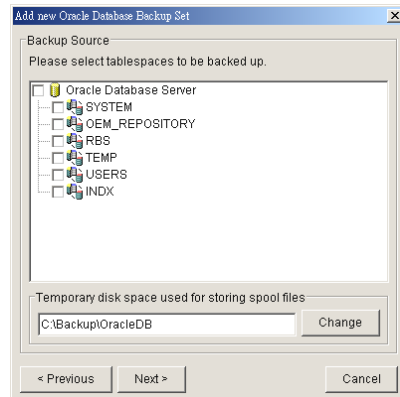 Add new Oracle Database Backup Set
Backup Source
Please select tablespaces to be backed up.
Oracle Database Server
SYSTEM
OEM_REPOSITORY
RBS
TEMP
USERS
INDX
Temporary disk space used for storing spool files
C:\Backup\OracleDB
Change
< Previous
Next >
Cancel